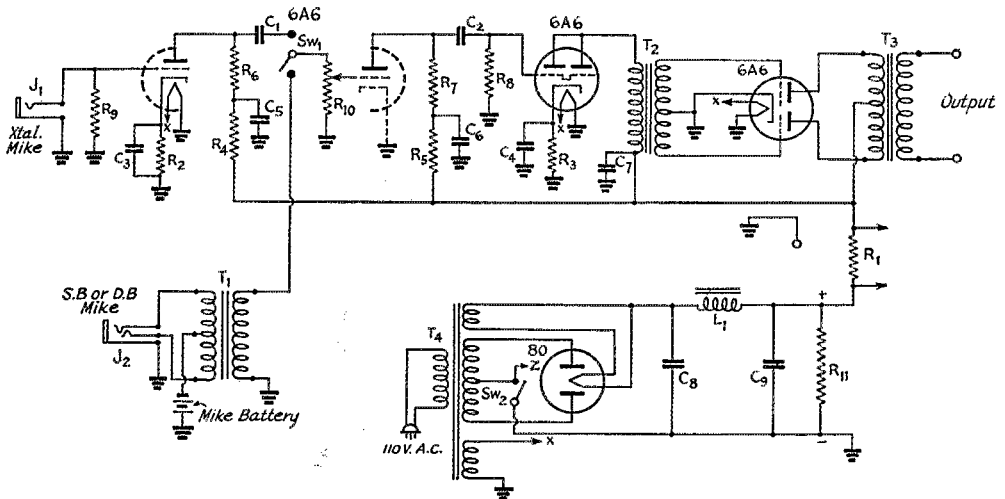 C1
6A6
Sw1
C2
6A6
T2
6A6
T3
J1
Xtal.
Mike
R9
x
C3
R2
R6
C5
R4
R10
R7
C6
R5
R8
x
C4
R3
C7
x
Output
R1
S.B or D.B
Mike
J2
T1
Mike Battery
T4
110 V. A.C.
80
Z
Sw2
x
L1
C8
C9
+
R11
-